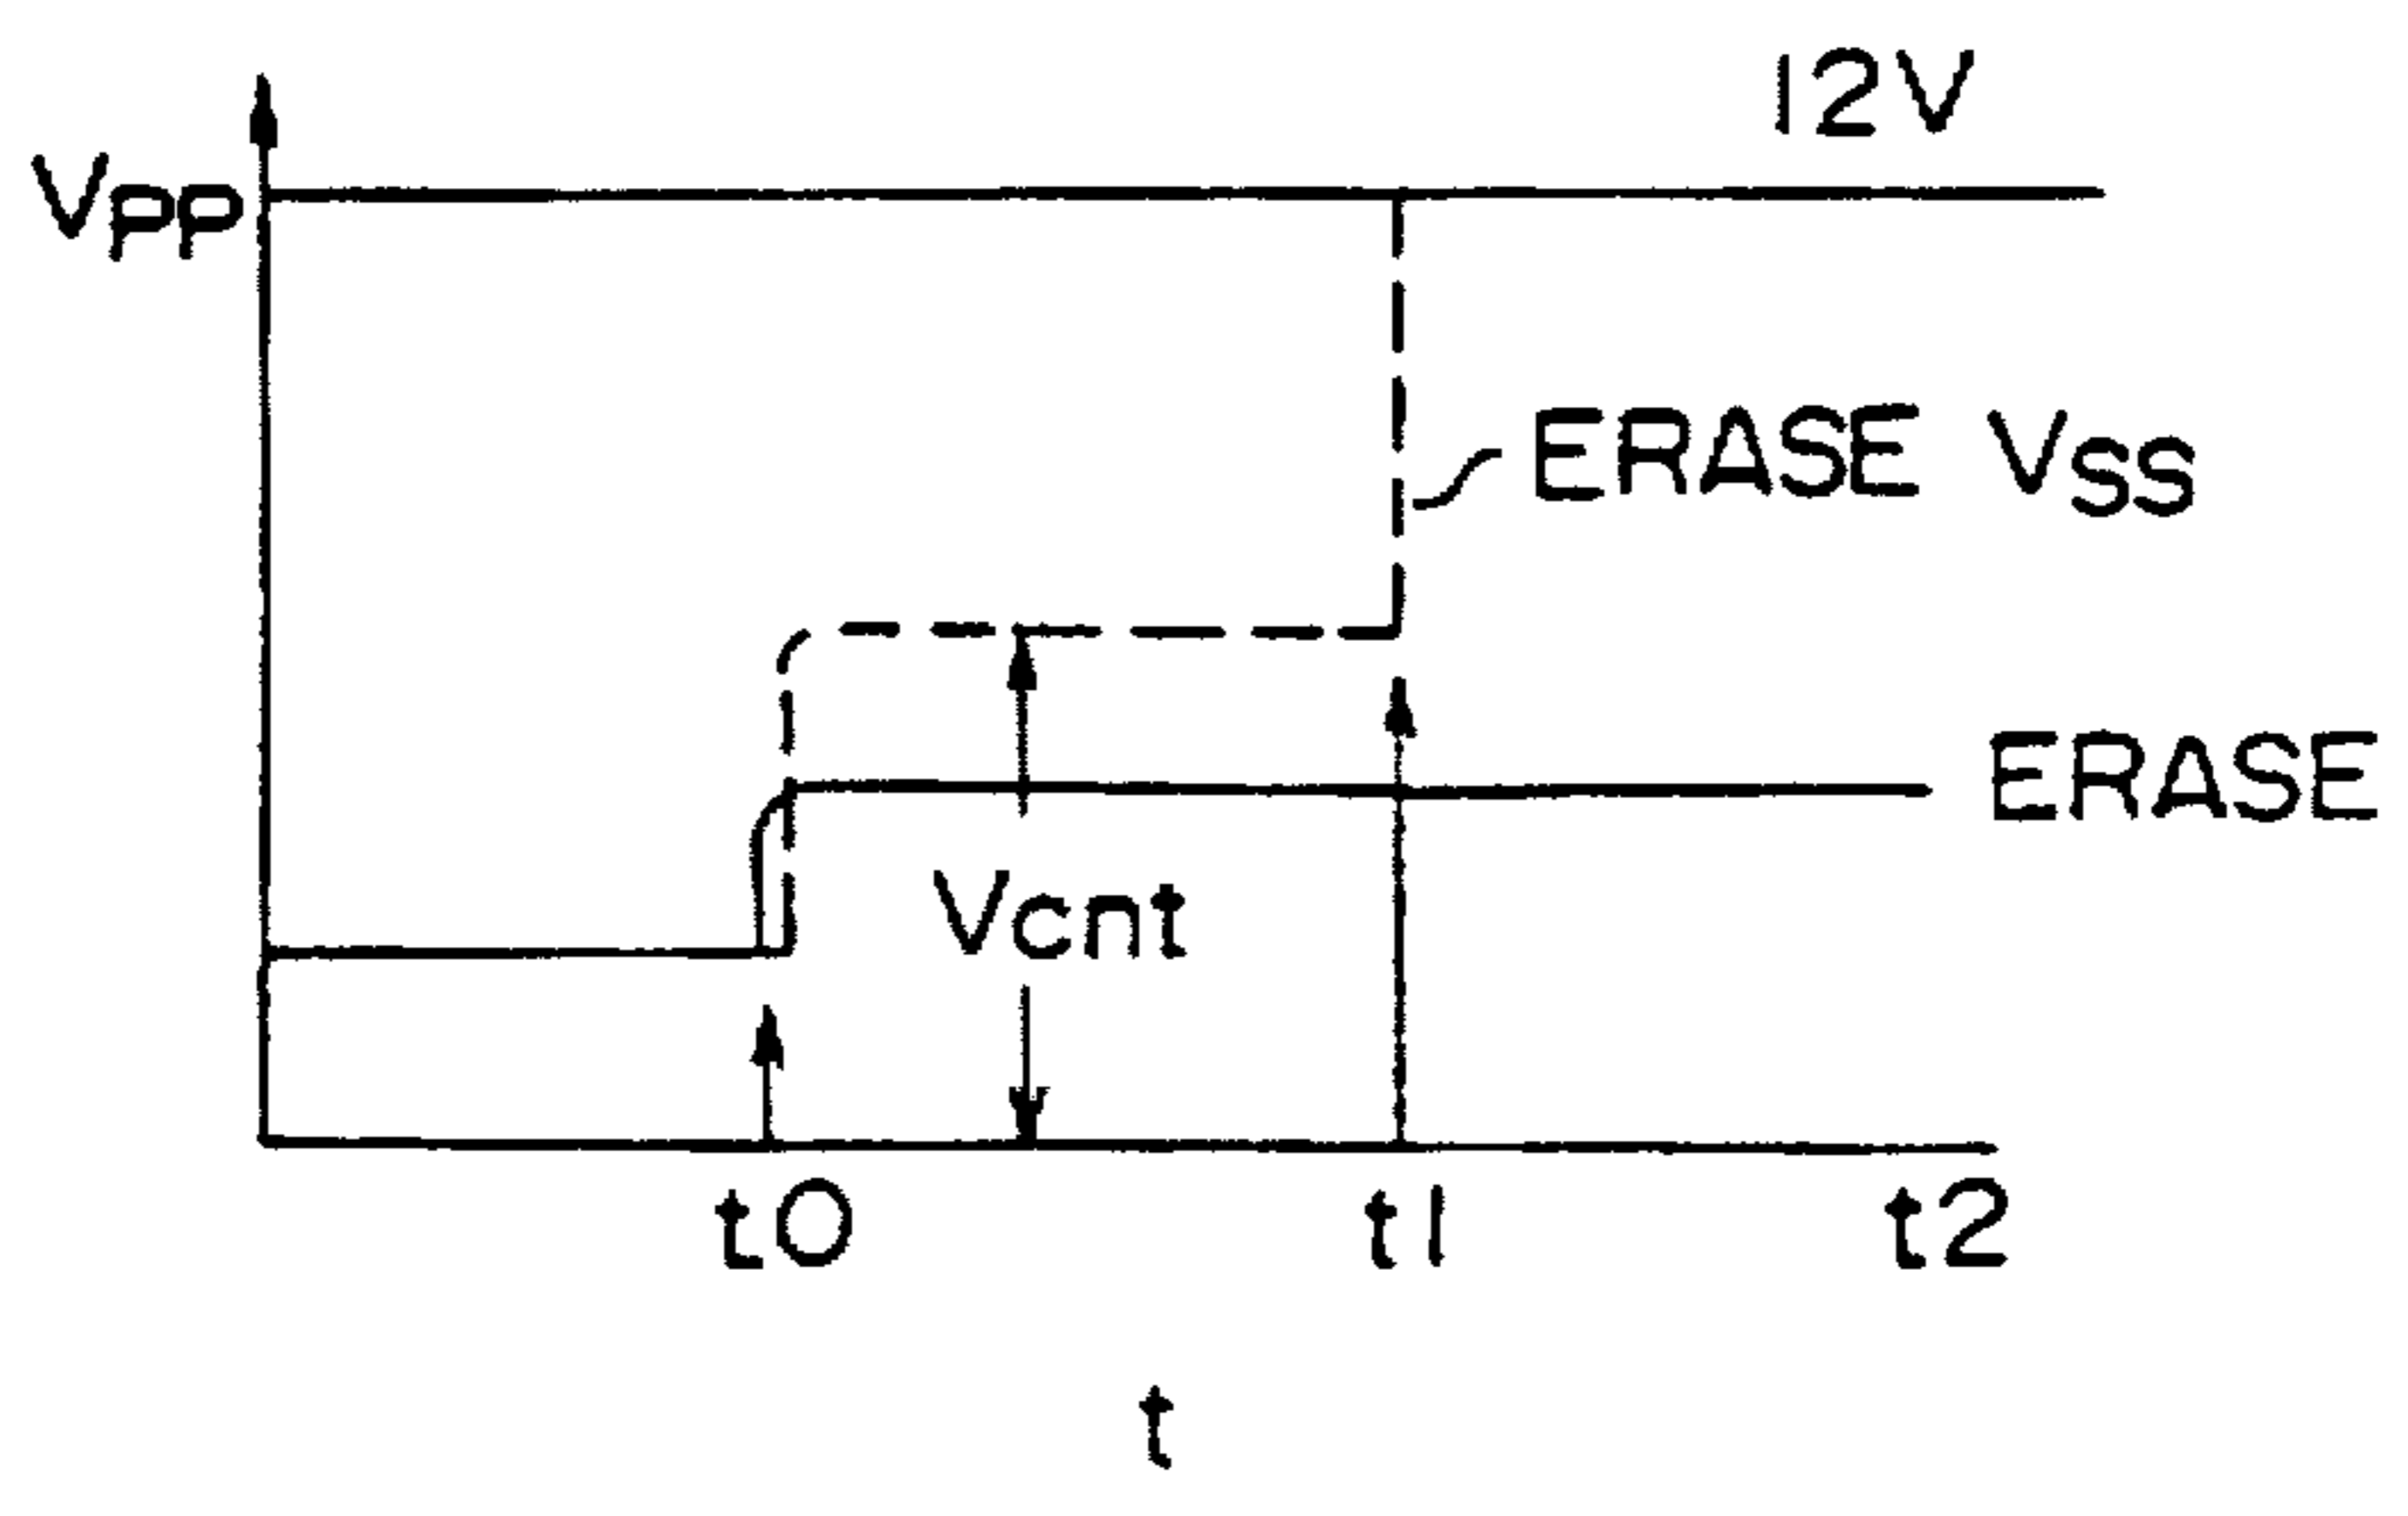 12V
Vpp
ERASE Vss
ERASE
Vcnt
t0 t1 t2
t